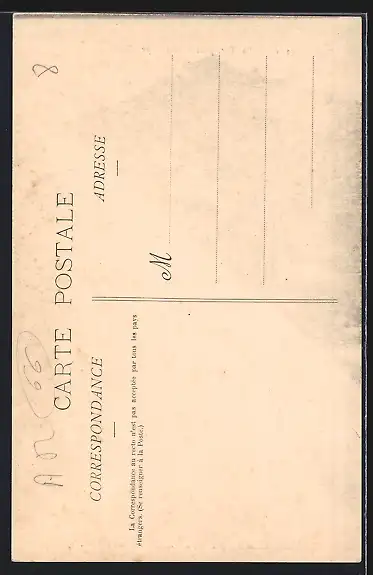 8
CARTE POSTALE
CORRESPONDANCE
ADRESSE
La Correspondance au recto n'est pas acceptée par tous les pays
étrangers. (Se renseigner à la Poste.)
M
66